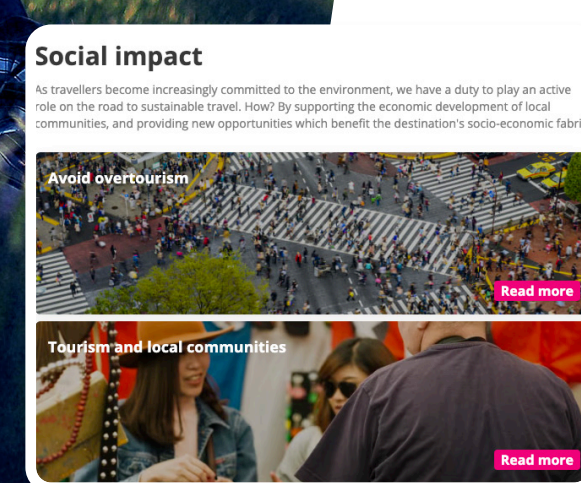 Social impact
As travellers become increasingly committed to the environment, we have a duty to play an active
role on the road to sustainable travel. How? By supporting the economic development of local
communities, and providing new opportunities which benefit the destination's socio-economic fabri
Avoid overtourism
Read more
Tourism and local communities
Read more